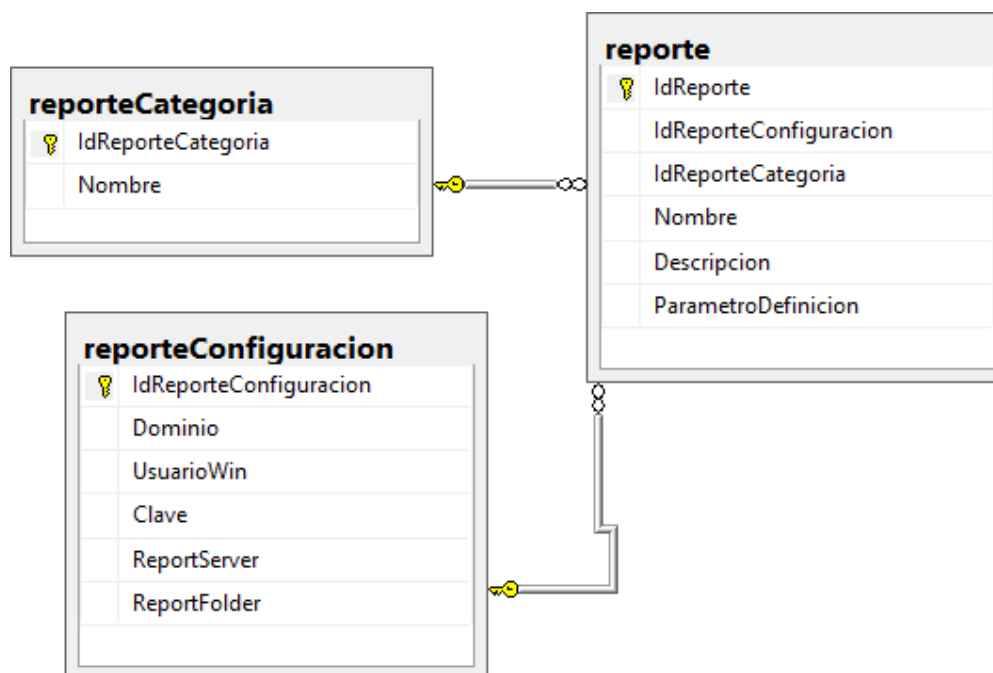 reporteCategoria
IdReporteCategoria
Nombre
reporte
IdReporte
IdReporteConfiguracion
IdReporteCategoria
Nombre
Descripcion
ParametroDefinicion
reporteConfiguracion
IdReporteConfiguracion
Dominio
UsuarioWin
Clave
ReportServer
ReportFolder